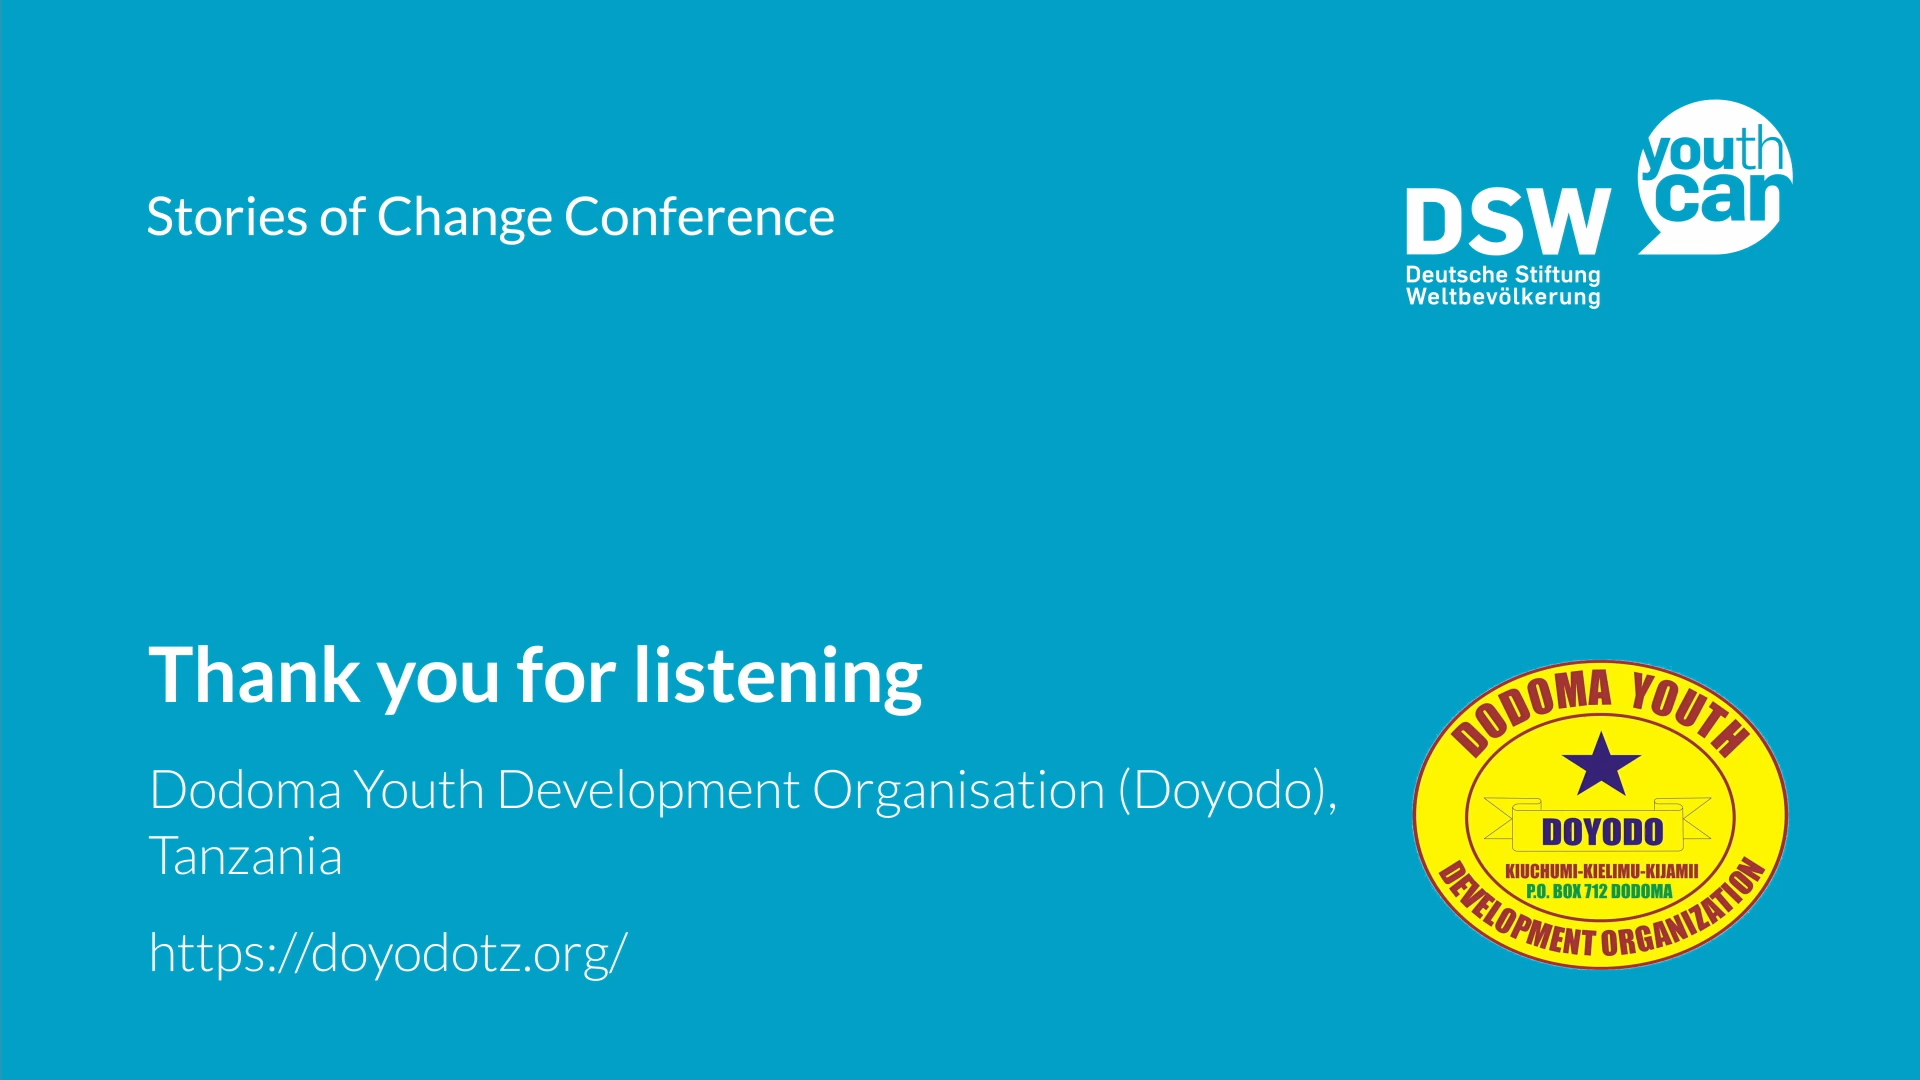 Stories of Change Conference
youth
can
DSW
Deutsche Stiftung
Weltbevölkerung
Thank you for listening
Dodoma Youth Development Organisation (Doyodo),
Tanzania
https://doyodotz.org/
DODOMA YOUTH
DOYODO
KIUCHUMI-KIELIMU-KIJAMII
P.O. BOX 712 DODOMA
DEVELOPMENT ORGANIZATION